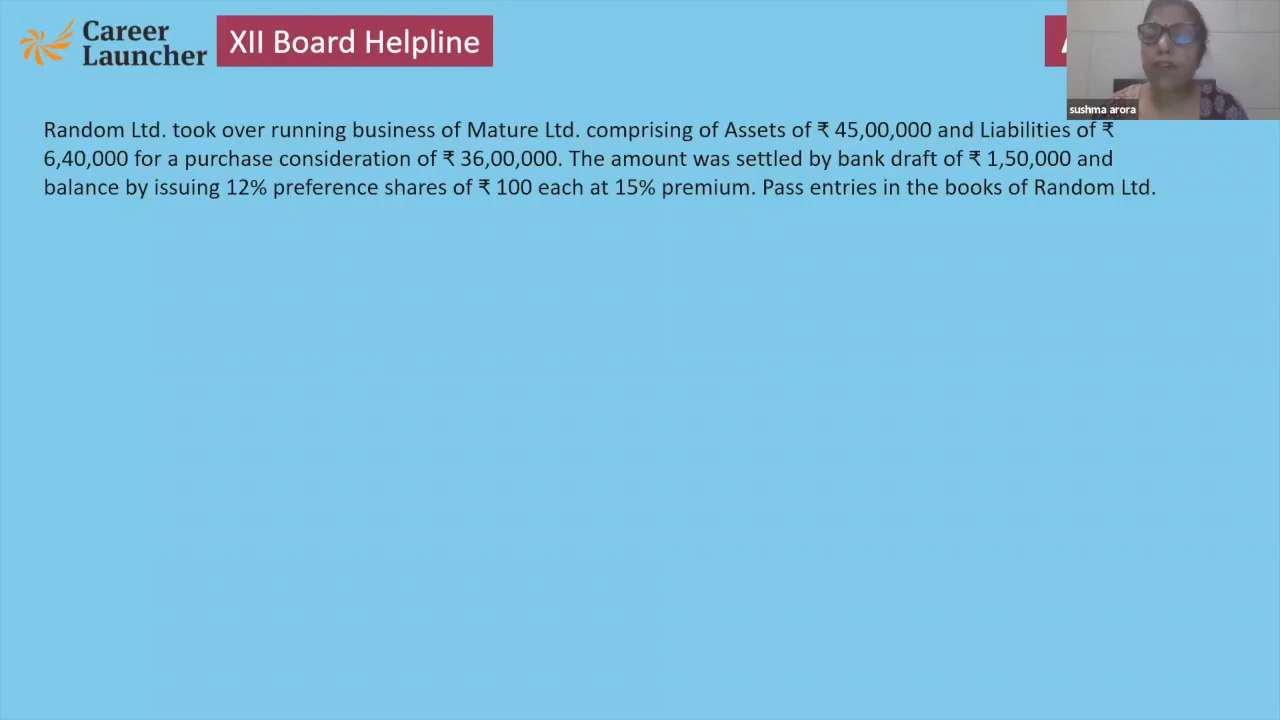 Career
Launcher
XII Board Helpline
sushma arora
Random Ltd. took over running business of Mature Ltd. comprising of Assets of ₹ 45,00,000 and Liabilities of ₹
6,40,000 for a purchase consideration of ₹ 36,00,000. The amount was settled by bank draft of ₹ 1,50,000 and
balance by issuing 12% preference shares of ₹ 100 each at 15% premium. Pass entries in the books of Random Ltd.